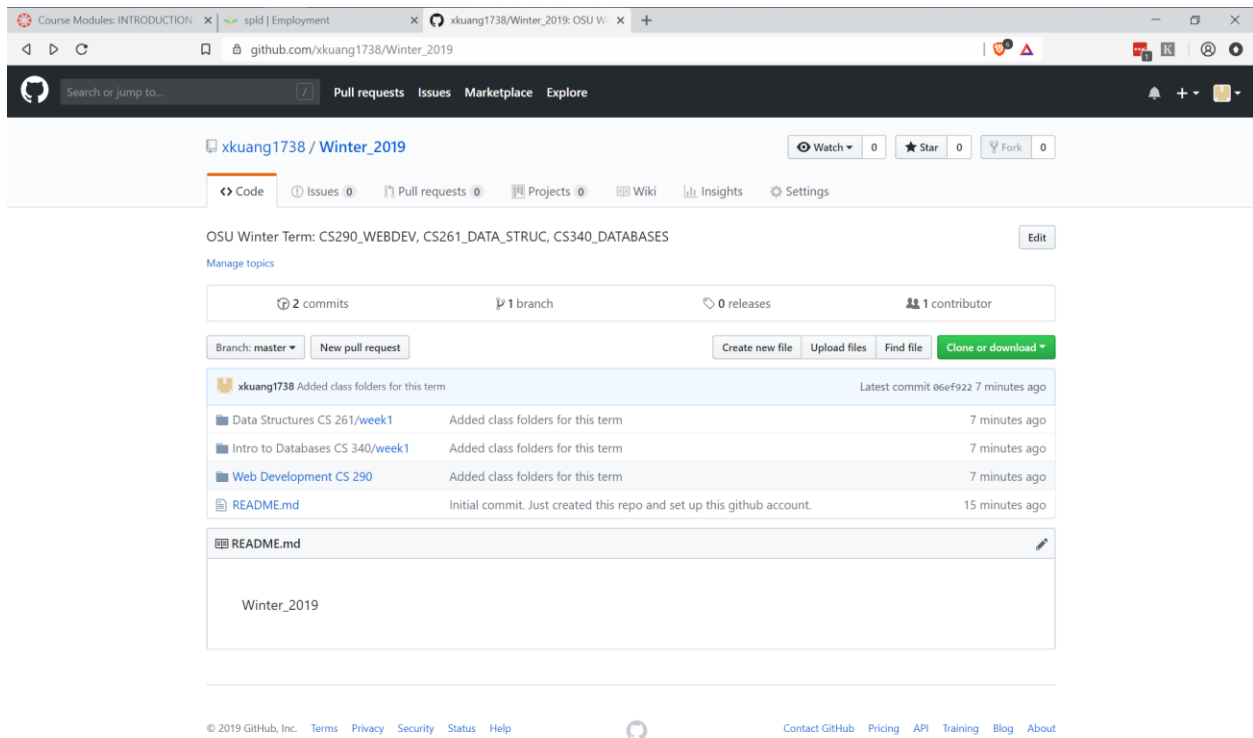 Course Modules: INTRODUCTION
spld | Employment
xkuang1738/Winter_2019: OSU W
github.com/xkuang1738/Winter_2019
6
1
K
Search or jump to...
/
Pull requests Issues Marketplace Explore
xkuang1738 / Winter_2019
Watch 0 Star 0 Fork 0
Code Issues 0 Pull requests 0 Projects 0 Wiki Insights Settings
OSU Winter Term: CS290_WEBDEV, CS261_DATA_STRUC, CS340_DATABASES
Edit
Manage topics
2 commits 1 branch 0 releases 1 contributor
Branch: master New pull request Create new file Upload files Find file Clone or download
xkuang1738 Added class folders for this term Latest commit 06ef922 7 minutes ago
Data Structures CS 261/week1 Added class folders for this term 7 minutes ago
Intro to Databases CS 340/week1 Added class folders for this term 7 minutes ago
Web Development CS 290 Added class folders for this term 7 minutes ago
README.md Initial commit. Just created this repo and set up this github account. 15 minutes ago
README.md
Winter_2019
© 2019 GitHub, Inc. Terms Privacy Security Status Help Contact GitHub Pricing API Training Blog About